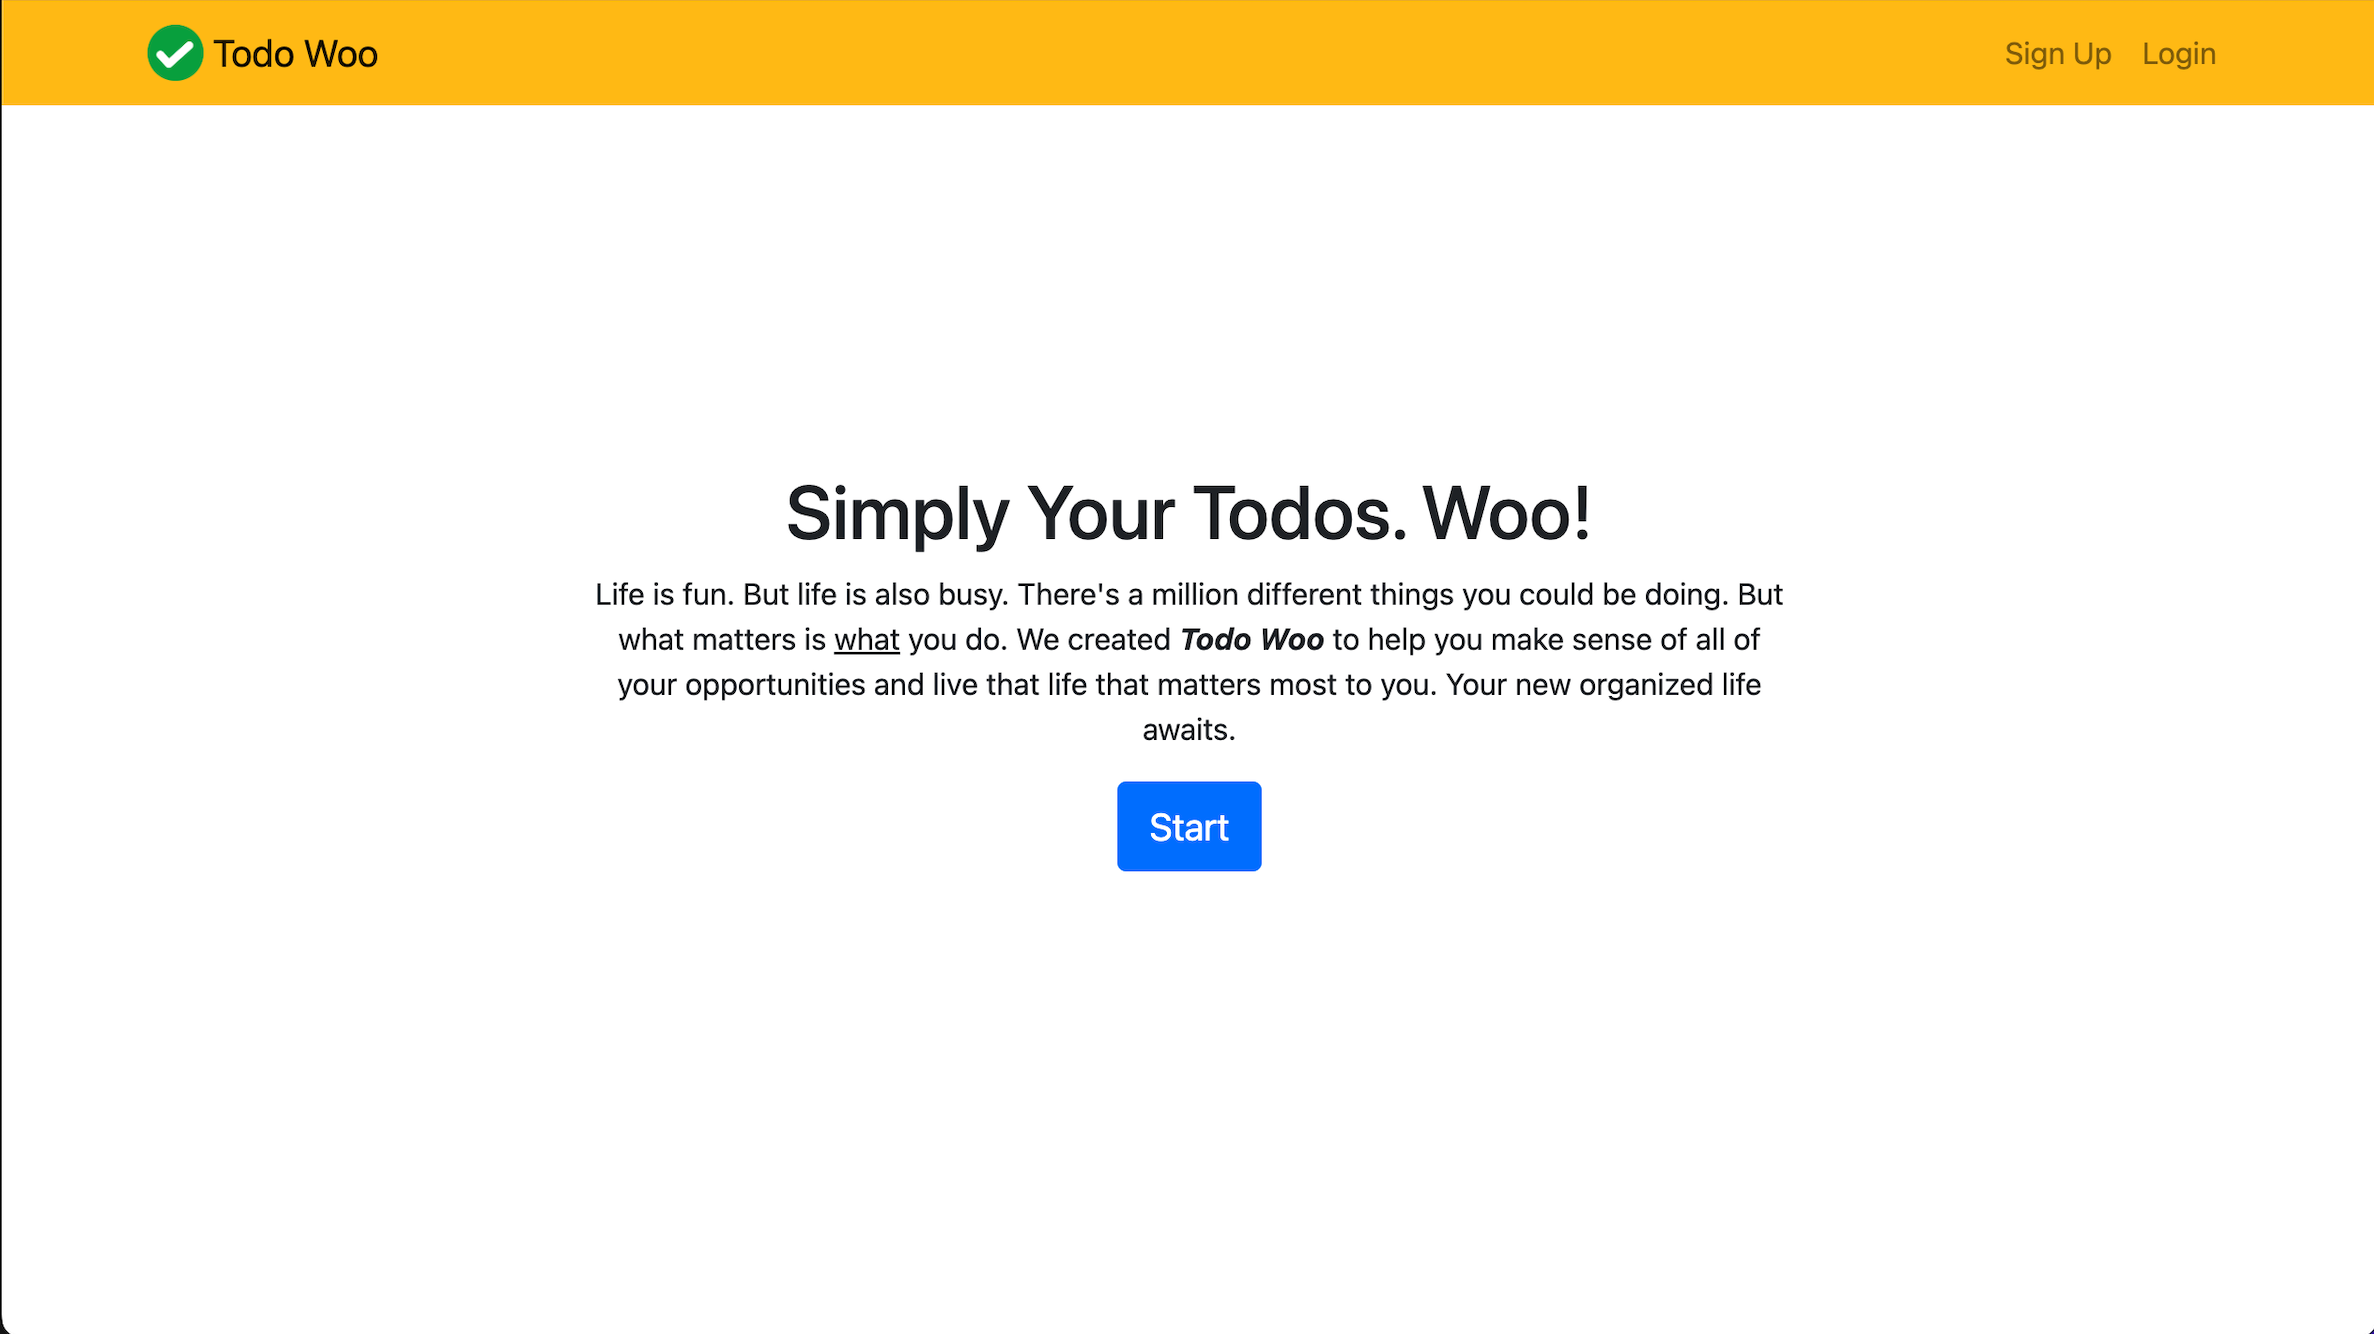 Todo Woo
Sign Up
Login
Simply Your Todos. Woo!
Life is fun. But life is also busy. There's a million different things you could be doing. But
what matters is what you do. We created Todo Woo to help you make sense of all of
your opportunities and live that life that matters most to you. Your new organized life
awaits.
Start